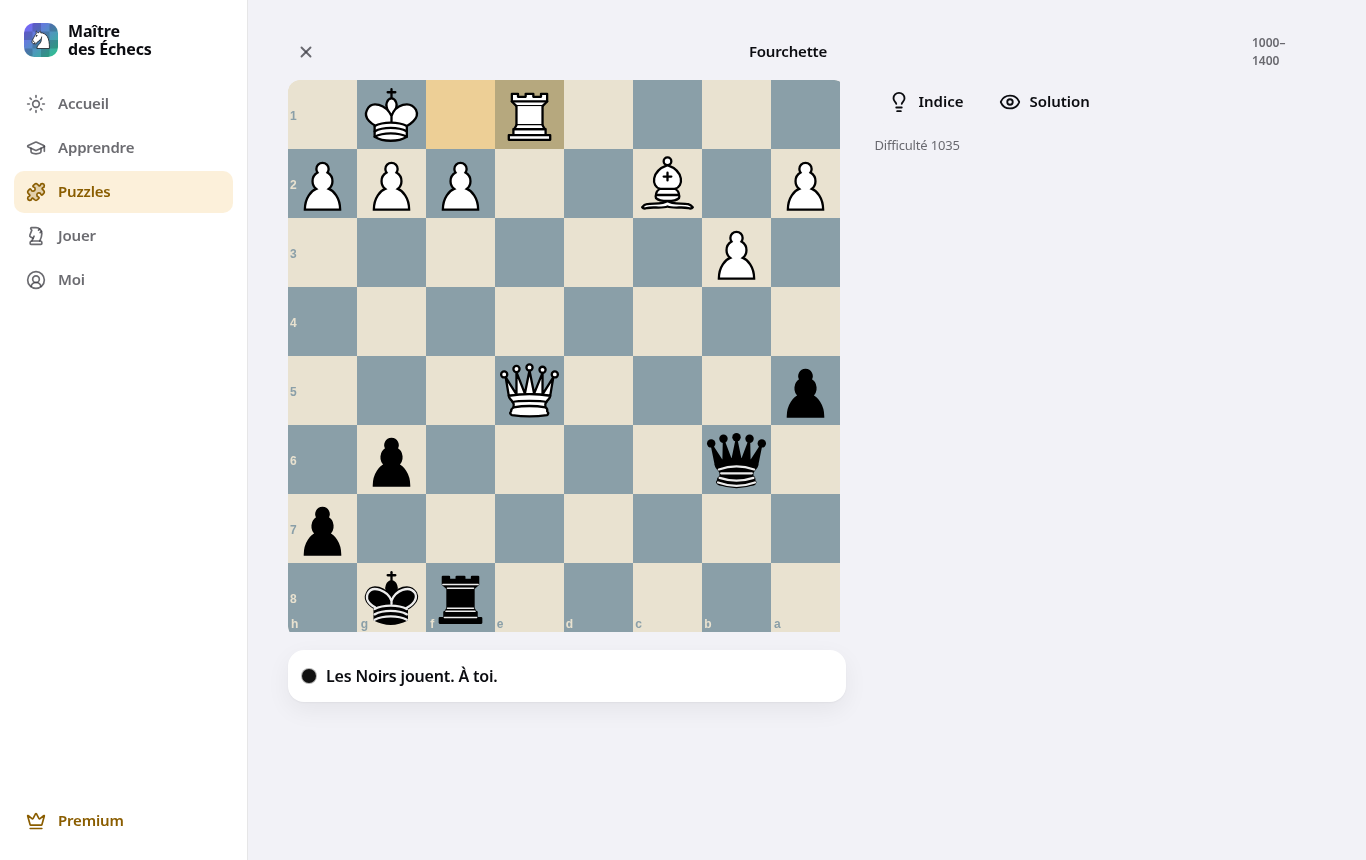 Maître
des Échecs
Accueil
Apprendre
Puzzles
Jouer
Moi
Premium
Fourchette
1000–
1400
Indice
Solution
Difficulté 1035
1
2
3
4
5
6
7
8
h g f e d c b a
Les Noirs jouent. À toi.